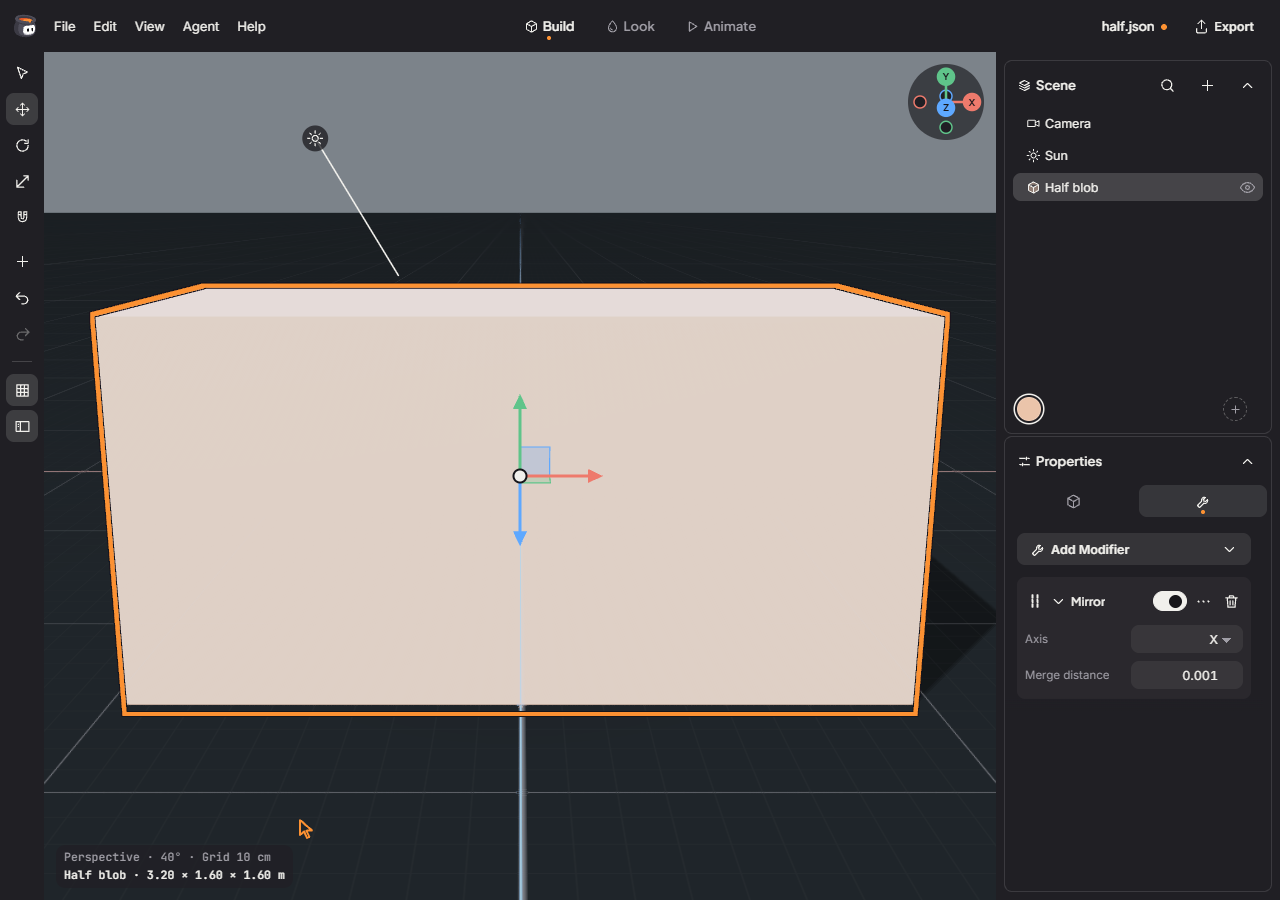 File Edit View Agent Help
Build Look Animate
half.json Export
Y
X
Z
Scene
Camera
Sun
Half blob
Properties
Add Modifier
Mirror
Axis X
Merge distance 0.001
Perspective · 40° · Grid 10 cm
Half blob · 3.20 × 1.60 × 1.60 m